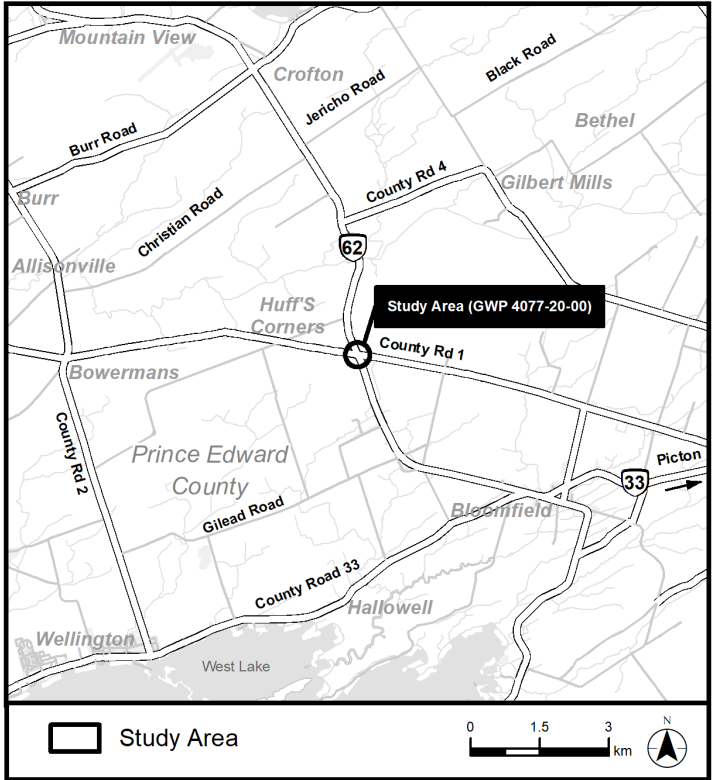 Mountain View
Crofton
Black Road
Jericho Road
Bethel
Burr Road
County Rd 4
Gilbert Mills
Burr
Christian Road
62
Allisonville
Study Area (GWP 4077-20-00)
Huff'S
Corners
County Rd 1
Bowermans
County Rd 2
Prince Edward
County
Picton
33
Gilead Road
Bloomfield
County Road 33
Hallowell
Wellington
West Lake
Study Area
0 1.5 3
km
N